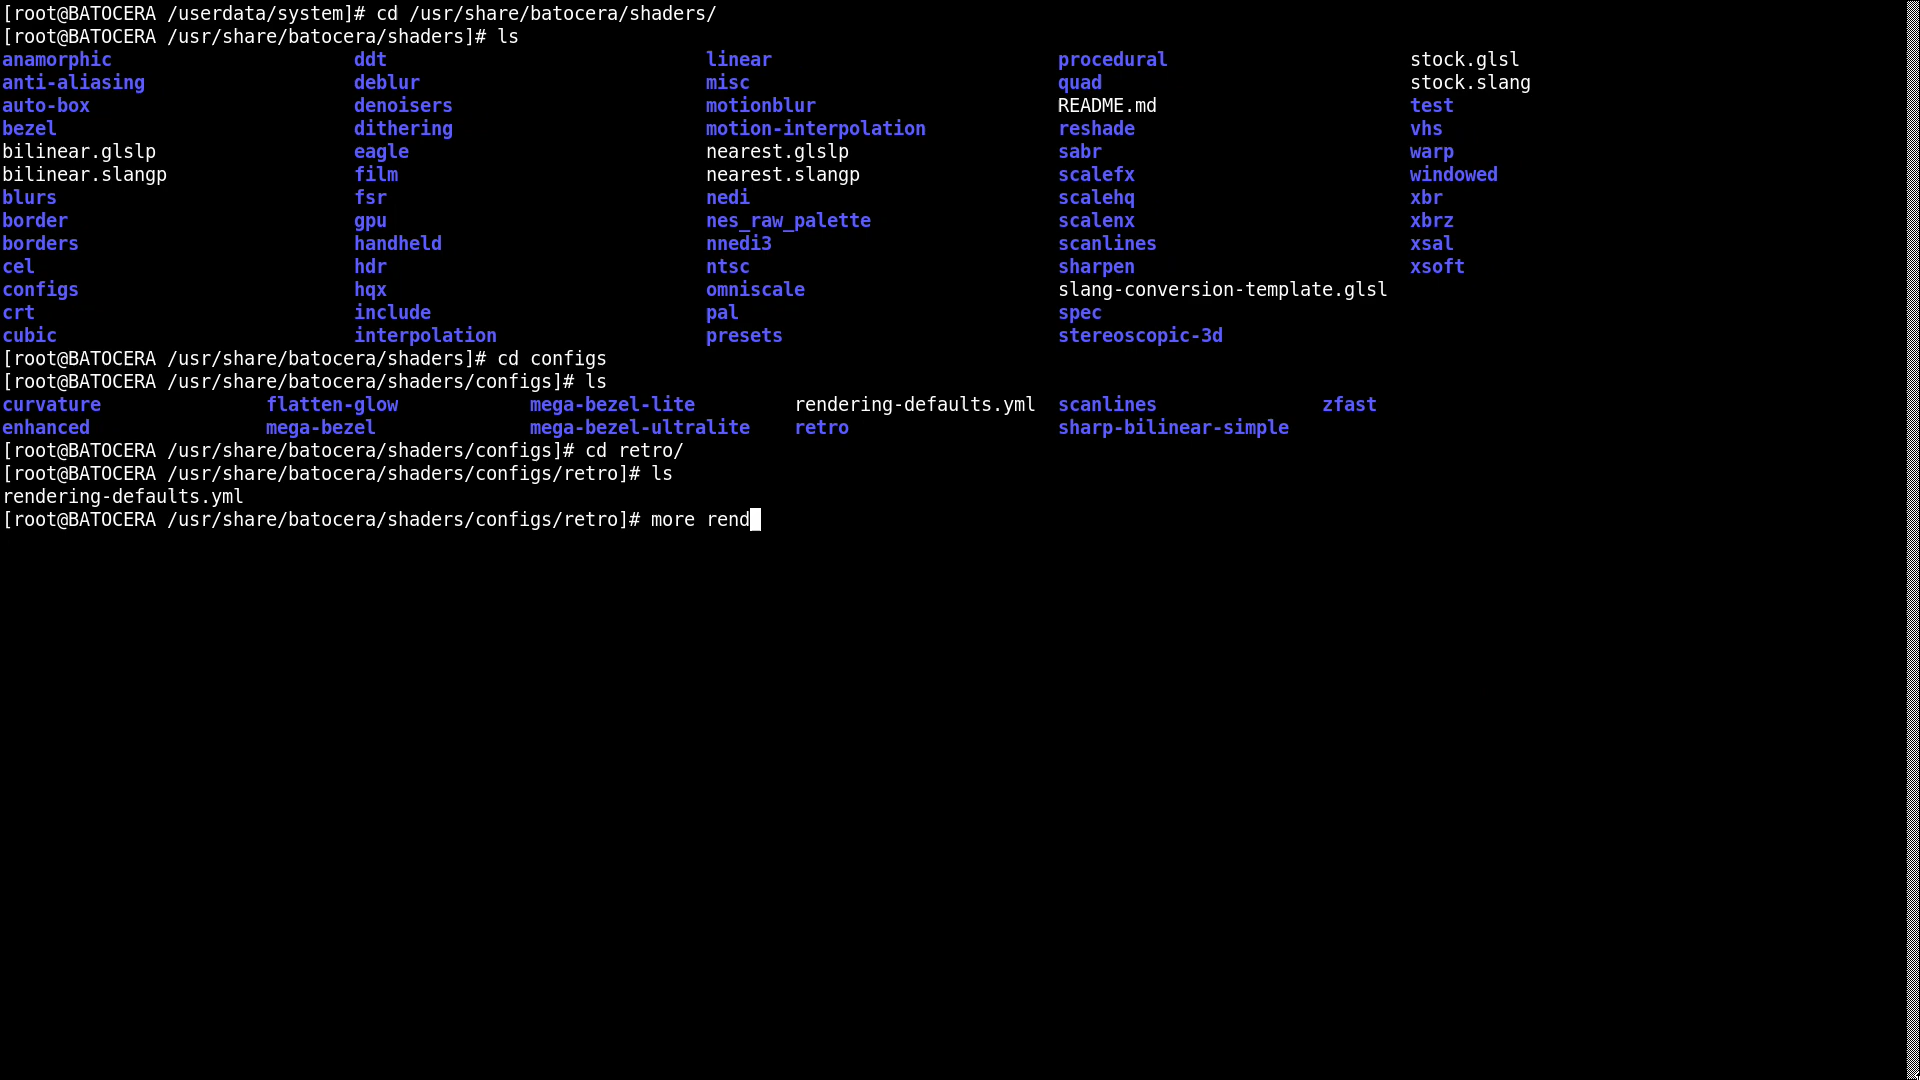 [root@BATOCERA /userdata/system]# cd /usr/share/batocera/shaders/
[root@BATOCERA /usr/share/batocera/shaders]# ls
anamorphic ddt linear procedural stock.glsl
anti-aliasing deblur misc quad stock.slang
auto-box denoisers motionblur README.md test
bezel dithering motion-interpolation reshade vhs
bilinear.glslp eagle nearest.glslp sabr warp
bilinear.slangp film nearest.slangp scalefx windowed
blurs fsr nedi scalehq xbr
border gpu nes_raw_palette scalenx xbrz
borders handheld nnedi3 scanlines xsal
cel hdr ntsc sharpen xsoft
configs hqx omniscale slang-conversion-template.glsl
crt include pal spec
cubic interpolation presets stereoscopic-3d
[root@BATOCERA /usr/share/batocera/shaders]# cd configs
[root@BATOCERA /usr/share/batocera/shaders/configs]# ls
curvature flatten-glow mega-bezel-lite rendering-defaults.yml scanlines zfast
enhanced mega-bezel mega-bezel-ultralite retro sharp-bilinear-simple
[root@BATOCERA /usr/share/batocera/shaders/configs]# cd retro/
[root@BATOCERA /usr/share/batocera/shaders/configs/retro]# ls
rendering-defaults.yml
[root@BATOCERA /usr/share/batocera/shaders/configs/retro]# more rend